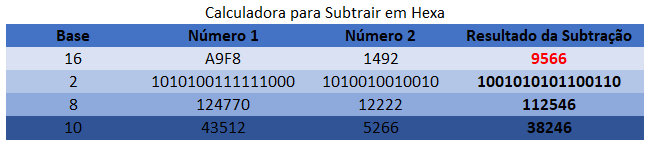 Calculadora para Subtrair em Hexa
Base Número 1 Número 2 Resultado da Subtração
16 A9F8 1492 9566
2 1010100111111000 1010010010010 1001010101100110
8 124770 12222 112546
10 43512 5266 38246